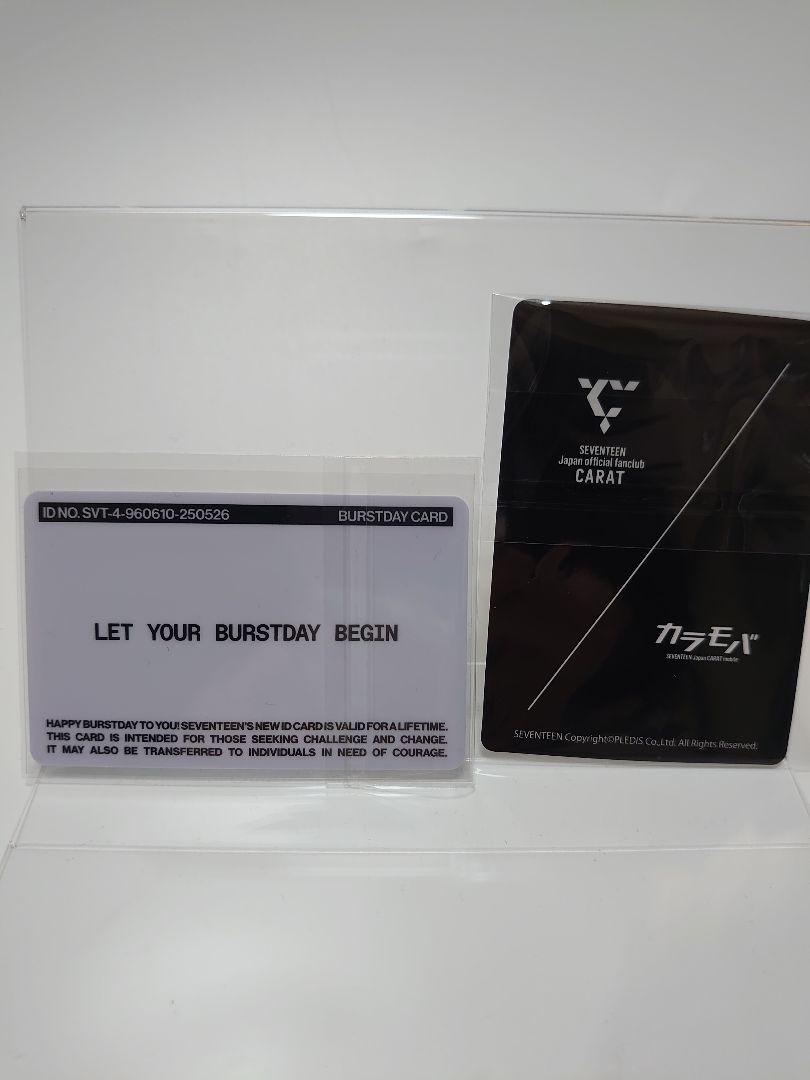 ID NO. SVT-4-960610-250526
BURSTDAY CARD
LET YOUR BURSTDAY BEGIN
HAPPY BURSTDAY TO YOU! SEVENTEEN'S NEW ID CARD IS VALID FOR A LIFETIME.
THIS CARD IS INTENDED FOR THOSE SEEKING CHALLENGE AND CHANGE.
IT MAY ALSO BE TRANSFERRED TO INDIVIDUALS IN NEED OF COURAGE.
SEVENTEEN
Japan official fanclub
CARAT
カラモバ
SEVENTEEN Japan CARAT mobile
SEVENTEEN Copyright©PLEDIS Co.,Ltd. All Rights Reserved.